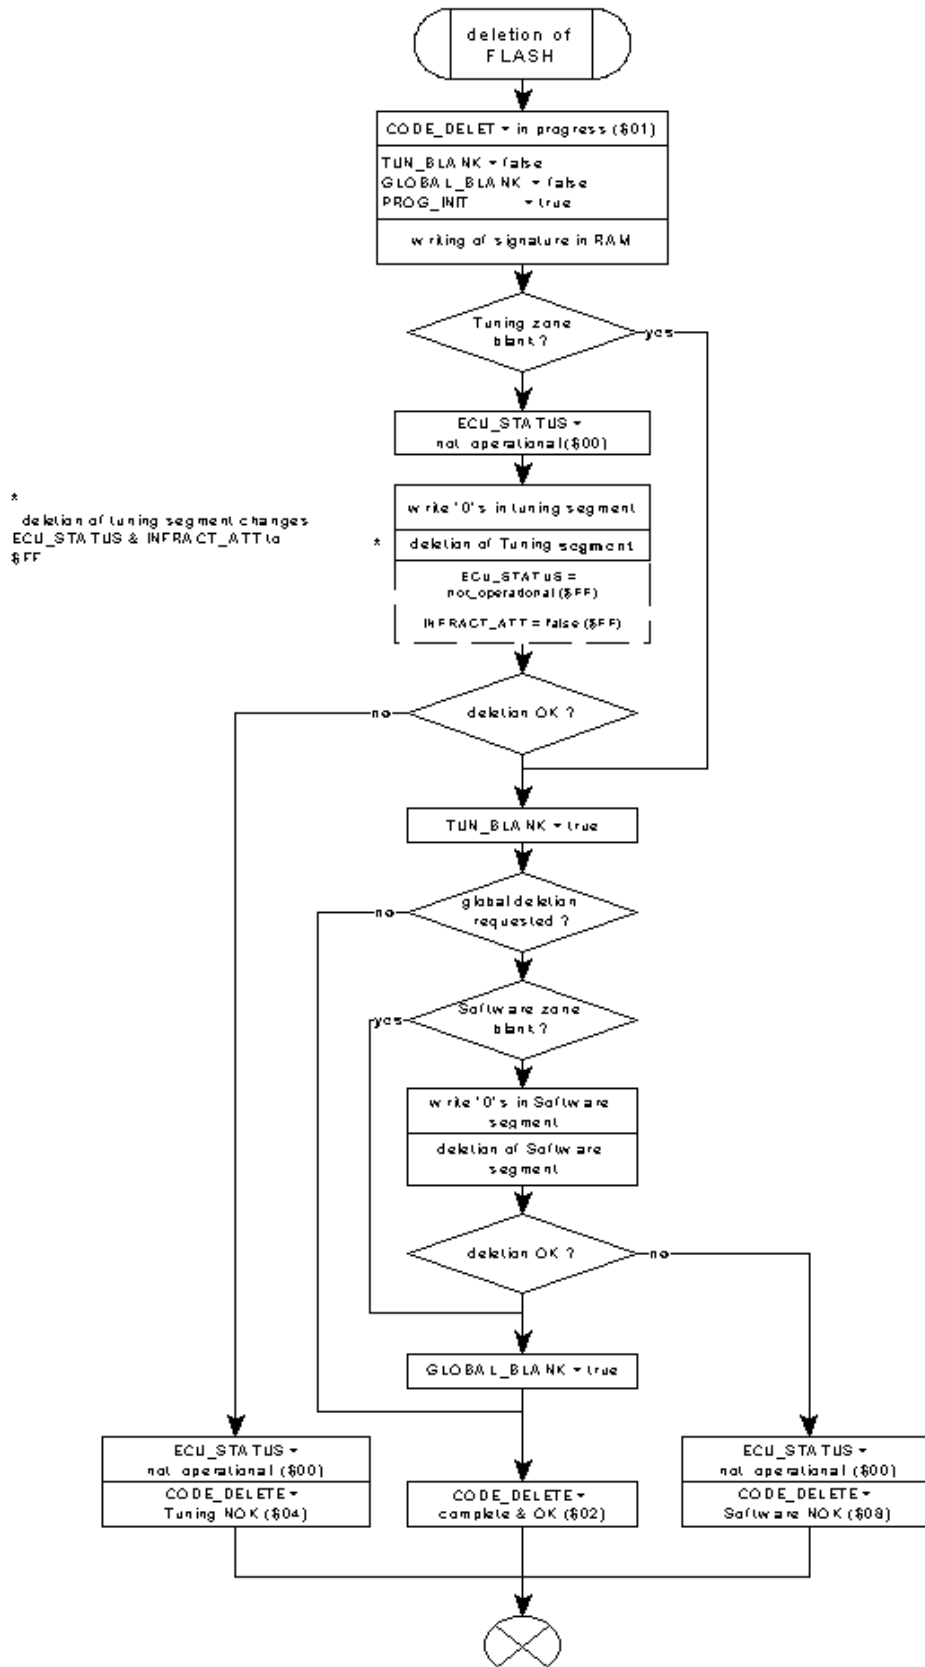 deletion of
FLASH
CODE_DELET = in progress ($01)
TUN_BLANK = false
GLOBAL_BLANK = false
PROG_INIT = true
writing of signature in RAM
Tuning zone
blank ?
yes
ECU_STATUS =
not operational ($00)
*
deletion of tuning segment changes
ECU_STATUS & INFRACT_ATT to
$FF
write '0's in tuning segment
*
deletion of Tuning segment
ECU_STATUS =
not_operational ($FF)
INFRACT_ATT = false ($FF)
no
deletion OK ?
TUN_BLANK = true
no
global deletion
requested ?
yes
Software zone
blank ?
write '0's in Software
segment
deletion of Software
segment
deletion OK ?
no
GLOBAL_BLANK = true
ECU_STATUS =
not operational ($00)
CODE_DELETE =
Tuning NOK ($04)
CODE_DELETE =
complete & OK ($02)
ECU_STATUS =
not operational ($00)
CODE_DELETE =
Software NOK ($08)